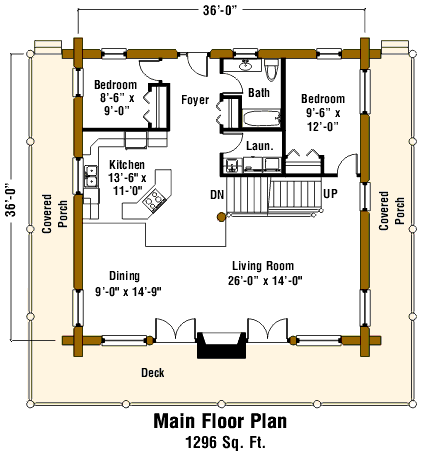 36'-0"
Bedroom
8'-6" x
9'-0"
Foyer
Bath
Bedroom
9'-6" x
12'-0"
Laun.
Kitchen
13'-6" x
11'-0"
DN
UP
36'-0"
Covered
Porch
Covered
Porch
Dining
9'-0" x 14'-9"
Living Room
26'-0" x 14'-0"
Deck
Main Floor Plan
1296 Sq. Ft.